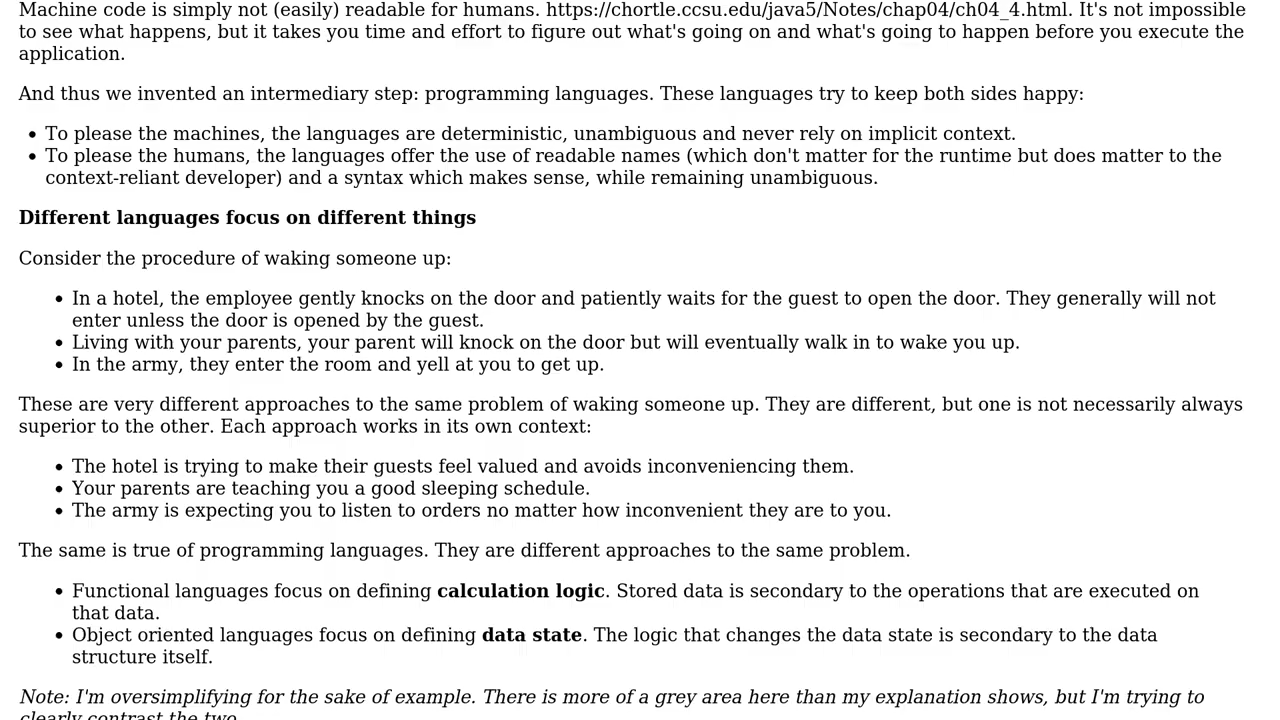 Machine code is simply not (easily) readable for humans. https://chortle.ccsu.edu/java5/Notes/chap04/ch04_4.html. It's not impossible
to see what happens, but it takes you time and effort to figure out what's going on and what's going to happen before you execute the
application.
And thus we invented an intermediary step: programming languages. These languages try to keep both sides happy:
• To please the machines, the languages are deterministic, unambiguous and never rely on implicit context.
• To please the humans, the languages offer the use of readable names (which don't matter for the runtime but does matter to the
context-reliant developer) and a syntax which makes sense, while remaining unambiguous.
Different languages focus on different things
Consider the procedure of waking someone up:
• In a hotel, the employee gently knocks on the door and patiently waits for the guest to open the door. They generally will not
enter unless the door is opened by the guest.
• Living with your parents, your parent will knock on the door but will eventually walk in to wake you up.
• In the army, they enter the room and yell at you to get up.
These are very different approaches to the same problem of waking someone up. They are different, but one is not necessarily always
superior to the other. Each approach works in its own context:
• The hotel is trying to make their guests feel valued and avoids inconveniencing them.
• Your parents are teaching you a good sleeping schedule.
• The army is expecting you to listen to orders no matter how inconvenient they are to you.
The same is true of programming languages. They are different approaches to the same problem.
• Functional languages focus on defining calculation logic. Stored data is secondary to the operations that are executed on
that data.
• Object oriented languages focus on defining data state. The logic that changes the data state is secondary to the data
structure itself.
Note: I'm oversimplifying for the sake of example. There is more of a grey area here than my explanation shows, but I'm trying to
clearly contrast the two